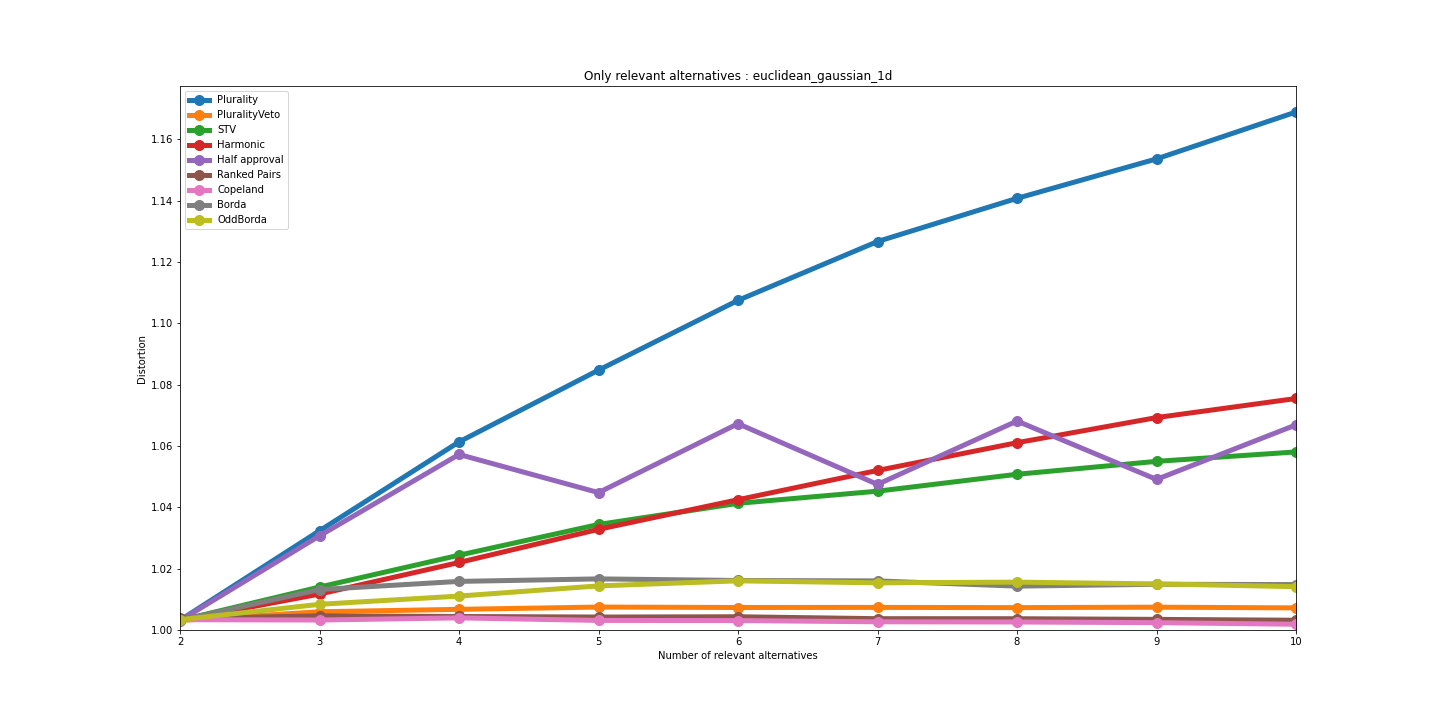 Only relevant alternatives : euclidean_gaussian_1d
Plurality
PluralityVeto
STV
Harmonic
Half approval
Ranked Pairs
Copeland
Borda
OddBorda
Distortion
1.16
1.14
1.12
1.10
1.08
1.06
1.04
1.02
1.00
2 3 4 5 6 7 8 9 10
Number of relevant alternatives